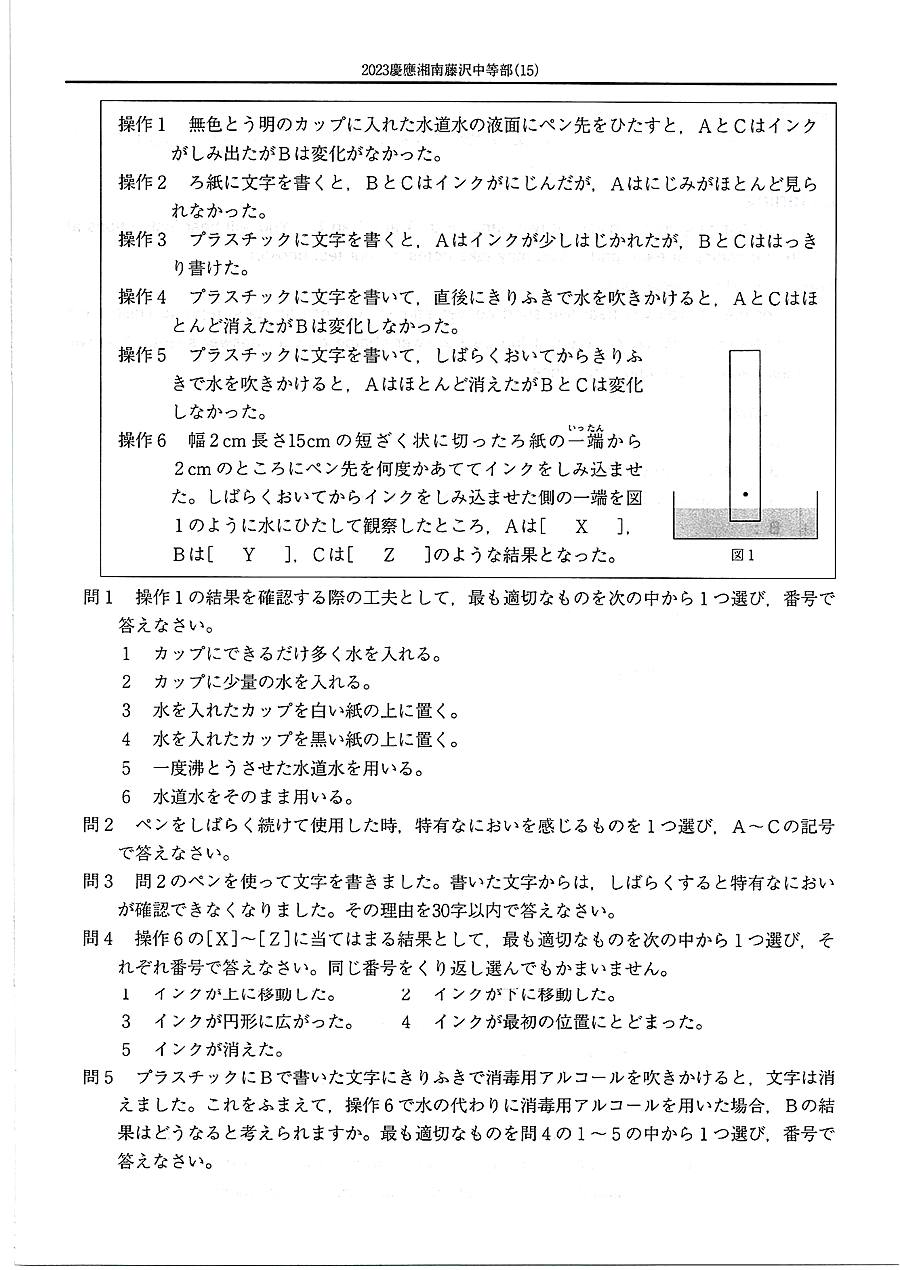 2023慶應湘南藤沢中等部(15)
操作1 無色とう明のカップに入れた水道水の液面にペン先をひたすと，AとCはインク
がしみ出たがBは変化がなかった。
操作2 ろ紙に文字を書くと，BとCはインクがにじんだが，Aはにじみがほとんど見ら
れなかった。
操作3 プラスチックに文字を書くと，Aはインクが少しはじかれたが，BとCははっき
り書けた。
操作4 プラスチックに文字を書いて，直後にきりふきで水を吹きかけると，AとCはほ
とんど消えたがBは変化しなかった。
操作5 プラスチックに文字を書いて，しばらくおいてからきりふ
きで水を吹きかけると，Aはほとんど消えたがBとCは変化
しなかった。
操作6 幅2cm長さ15cmの短ざく状に切ったろ紙の一端から
いったん
2cmのところにペン先を何度かあててインクをしみ込ませ
た。しばらくおいてからインクをしみ込ませた側の一端を図
1のように水にひたして観察したところ，Aは[ X ]，
Bは[ Y ]，Cは[ Z ]のような結果となった。
図1
問1 操作1の結果を確認する際の工夫として，最も適切なものを次の中から1つ選び，番号で
答えなさい。
1 カップにできるだけ多く水を入れる。
2 カップに少量の水を入れる。
3 水を入れたカップを白い紙の上に置く。
4 水を入れたカップを黒い紙の上に置く。
5 一度沸とうさせた水道水を用いる。
6 水道水をそのまま用いる。
問2 ペンをしばらく続けて使用した時，特有なにおいを感じるものを1つ選び，A～Cの記号
で答えなさい。
問3 問2のペンを使って文字を書きました。書いた文字からは，しばらくすると特有なにおい
が確認できなくなりました。その理由を30字以内で答えなさい。
問4 操作6の[X]～[Z]に当てはまる結果として，最も適切なものを次の中から1つ選び，そ
れぞれ番号で答えなさい。同じ番号をくり返し選んでもかまいません。
1 インクが上に移動した。 2 インクが下に移動した。
3 インクが円形に広がった。 4 インクが最初の位置にとどまった。
5 インクが消えた。
問5 プラスチックにBで書いた文字にきりふきで消毒用アルコールを吹きかけると，文字は消
えました。これをふまえて，操作6で水の代わりに消毒用アルコールを用いた場合，Bの結
果はどうなると考えられますか。最も適切なものを問4の1～5の中から1つ選び，番号で
答えなさい。